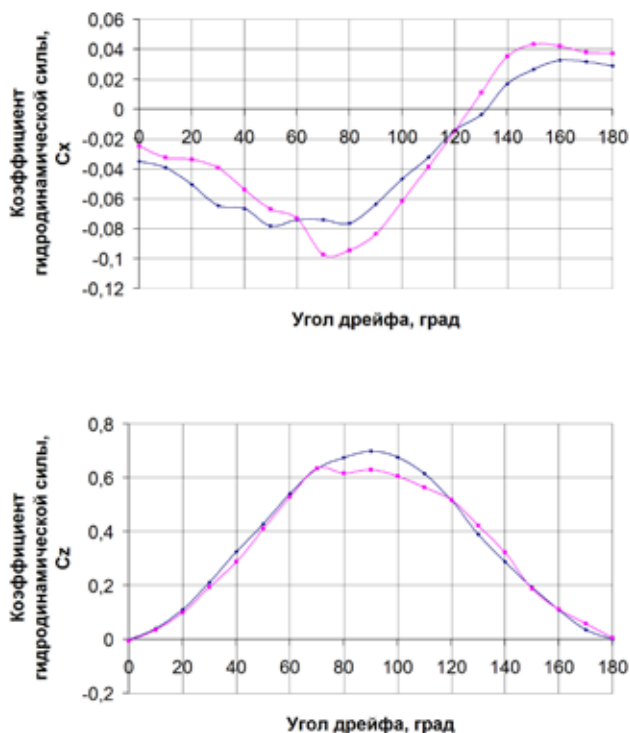 Коэффициент
гидродинамической силы,
Cx
0,06
0,04
0,02
0
-0,02
-0,04
-0,06
-0,08
-0,1
-0,12
0 20 40 60 80 100 120 140 160 180
Угол дрейфа, град
Коэффициент
гидродинамической силы,
Cz
0,8
0,6
0,4
0,2
0
-0,2
0 20 40 60 80 100 120 140 160 180
Угол дрейфа, град